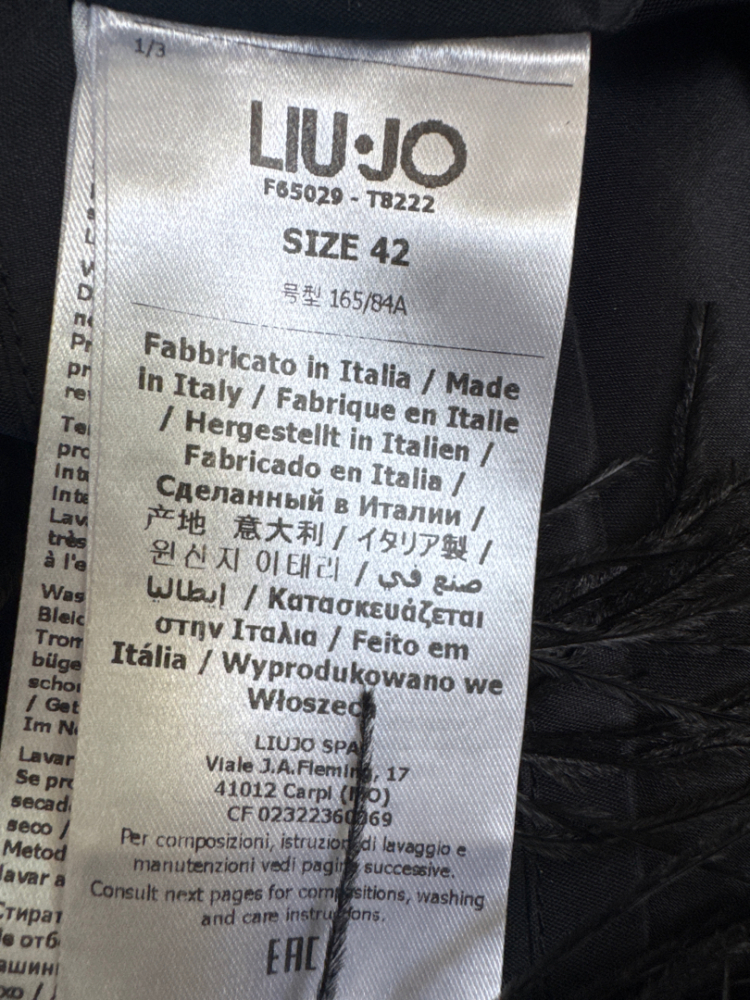 1/3
LIU·JO
F65029 - T8222
SIZE 42
号型 165/84A
Fabbricato in Italia / Made
in Italy / Fabrique en Italie
/ Hergestellt in Italien /
Fabricado en Italia /
Сделанный в Италии /
产地 意大利 / イタリア製 /
원산지 이태리 / صنع في
ايطاليا / Κατασκευάζεται
στην Ιταλια / Feito em
Itália / Wyprodukowano we
Włoszech
LIUJO SPA
Viale J.A.Fleming, 17
41012 Carpi (MO)
CF 02322360369
Per composizioni, istruzioni di lavaggio e
manutenzioni vedi pagine successive.
Consult next pages for compositions, washing
and care instructions.
EAC
très
à l'e
Lavar
seco /
lavar a